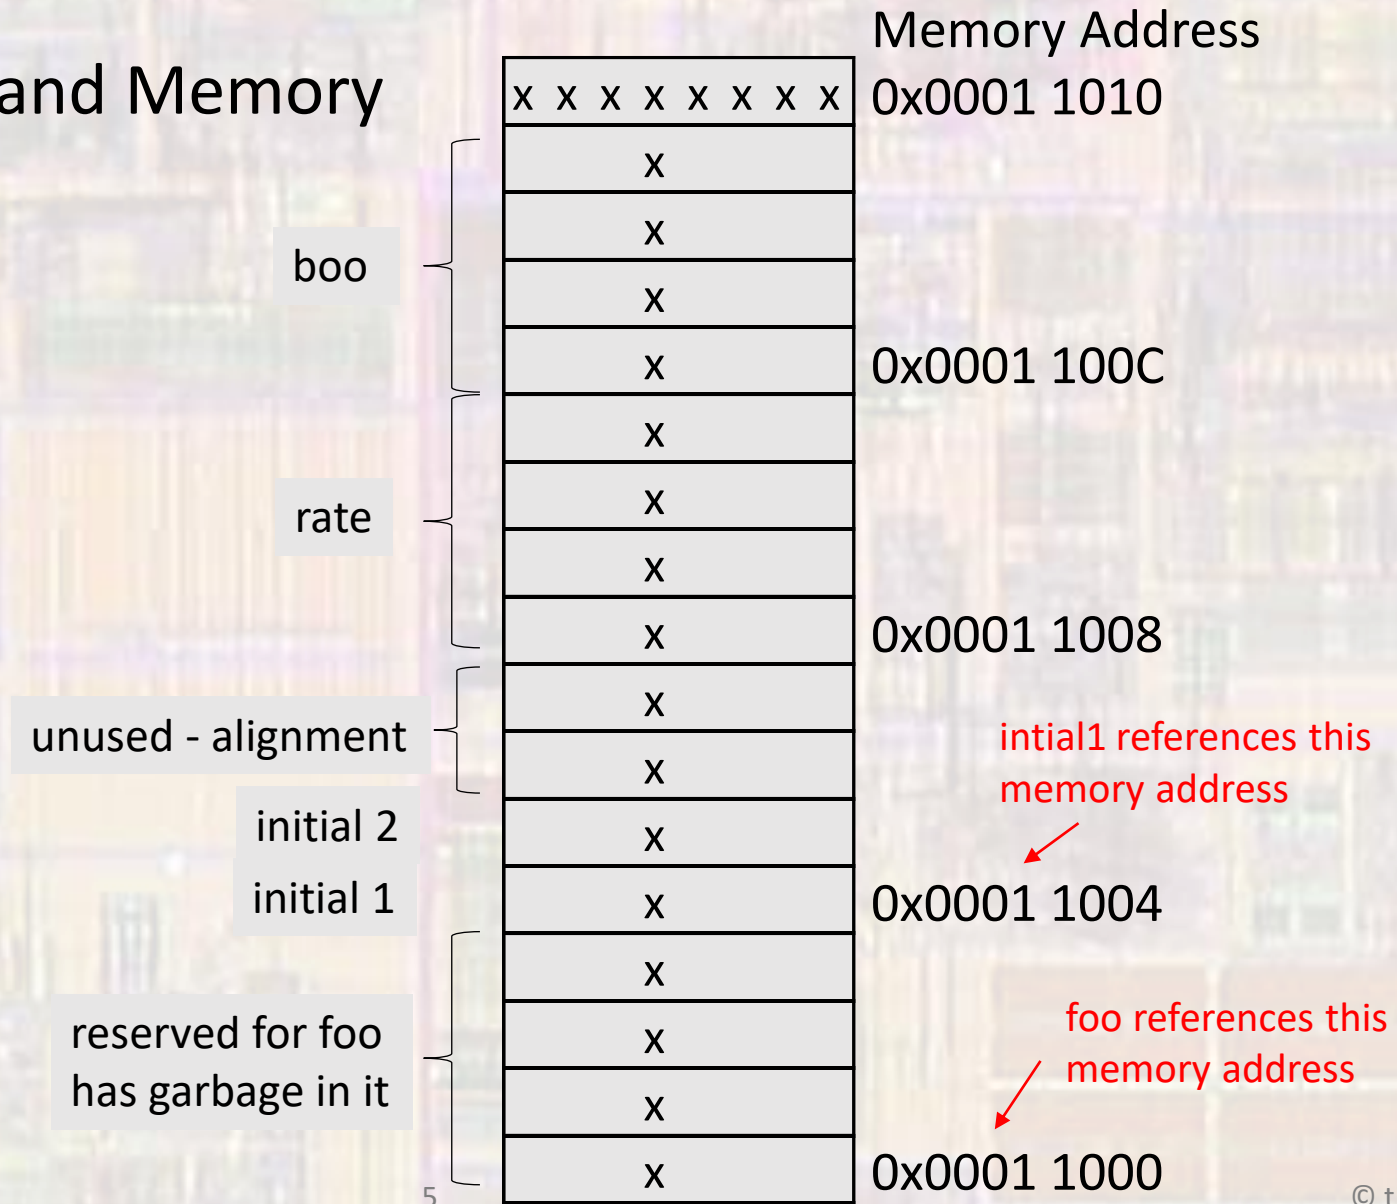 and Memory
Memory Address
x x x x x x x x 0x0001 1010
x
x
boo
x
x 0x0001 100C
x
x
rate
x
x 0x0001 1008
x
unused - alignment
x
intial1 references this
memory address
initial 2 x
initial 1 x 0x0001 1004
x
reserved for foo
has garbage in it
x
x
foo references this
memory address
x 0x0001 1000
5
© t